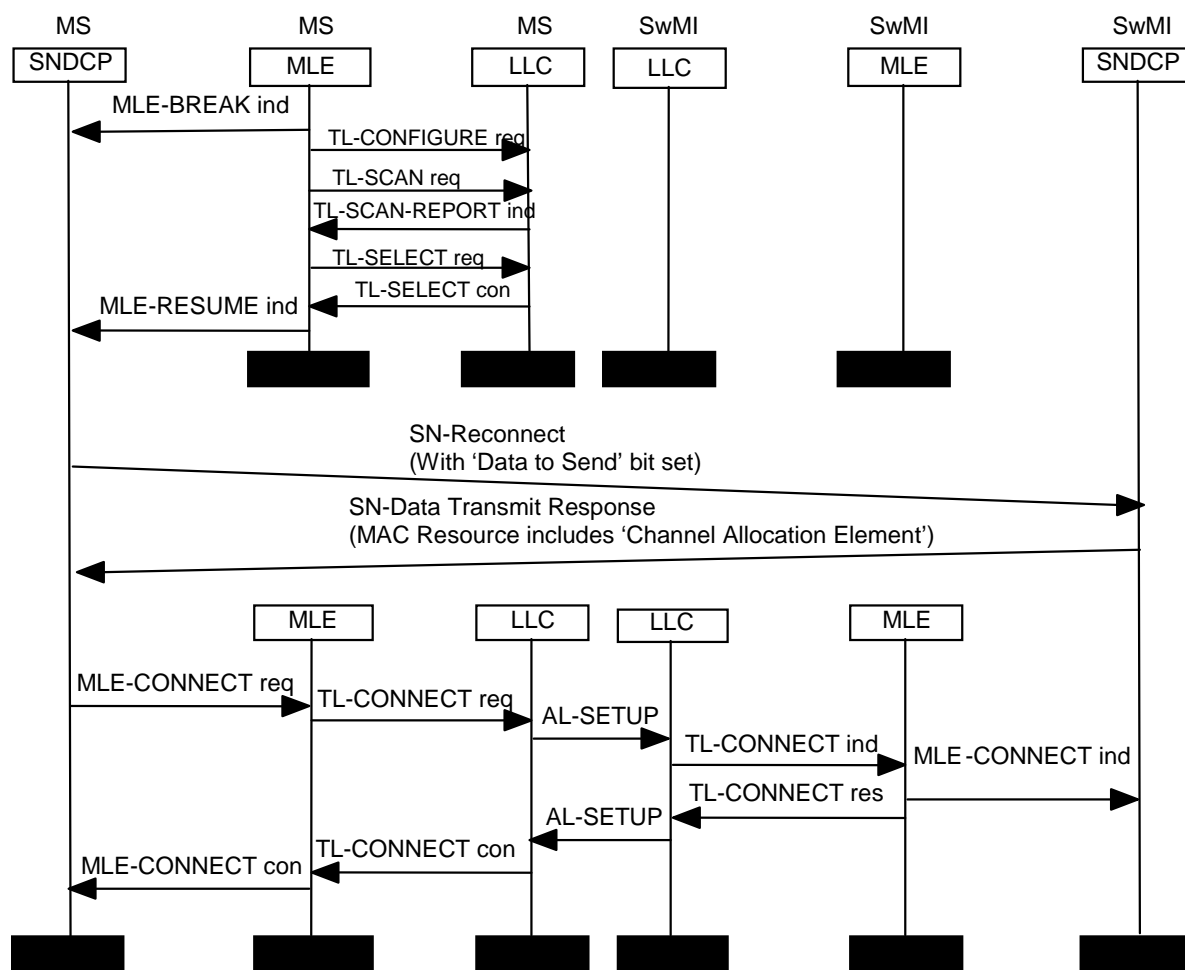 MS MS MS SwMI SwMI SwMI
SNDCP MLE LLC LLC MLE SNDCP
MLE-BREAK ind
TL-CONFIGURE req
TL-SCAN req
TL-SCAN-REPORT ind
TL-SELECT req
TL-SELECT con
MLE-RESUME ind
SN-Reconnect
(With ‘Data to Send’ bit set)
SN-Data Transmit Response
(MAC Resource includes ‘Channel Allocation Element’)
MLE LLC LLC MLE
MLE-CONNECT req
TL-CONNECT req
AL-SETUP
TL-CONNECT ind
MLE-CONNECT ind
TL-CONNECT res
AL-SETUP
TL-CONNECT con
MLE-CONNECT con